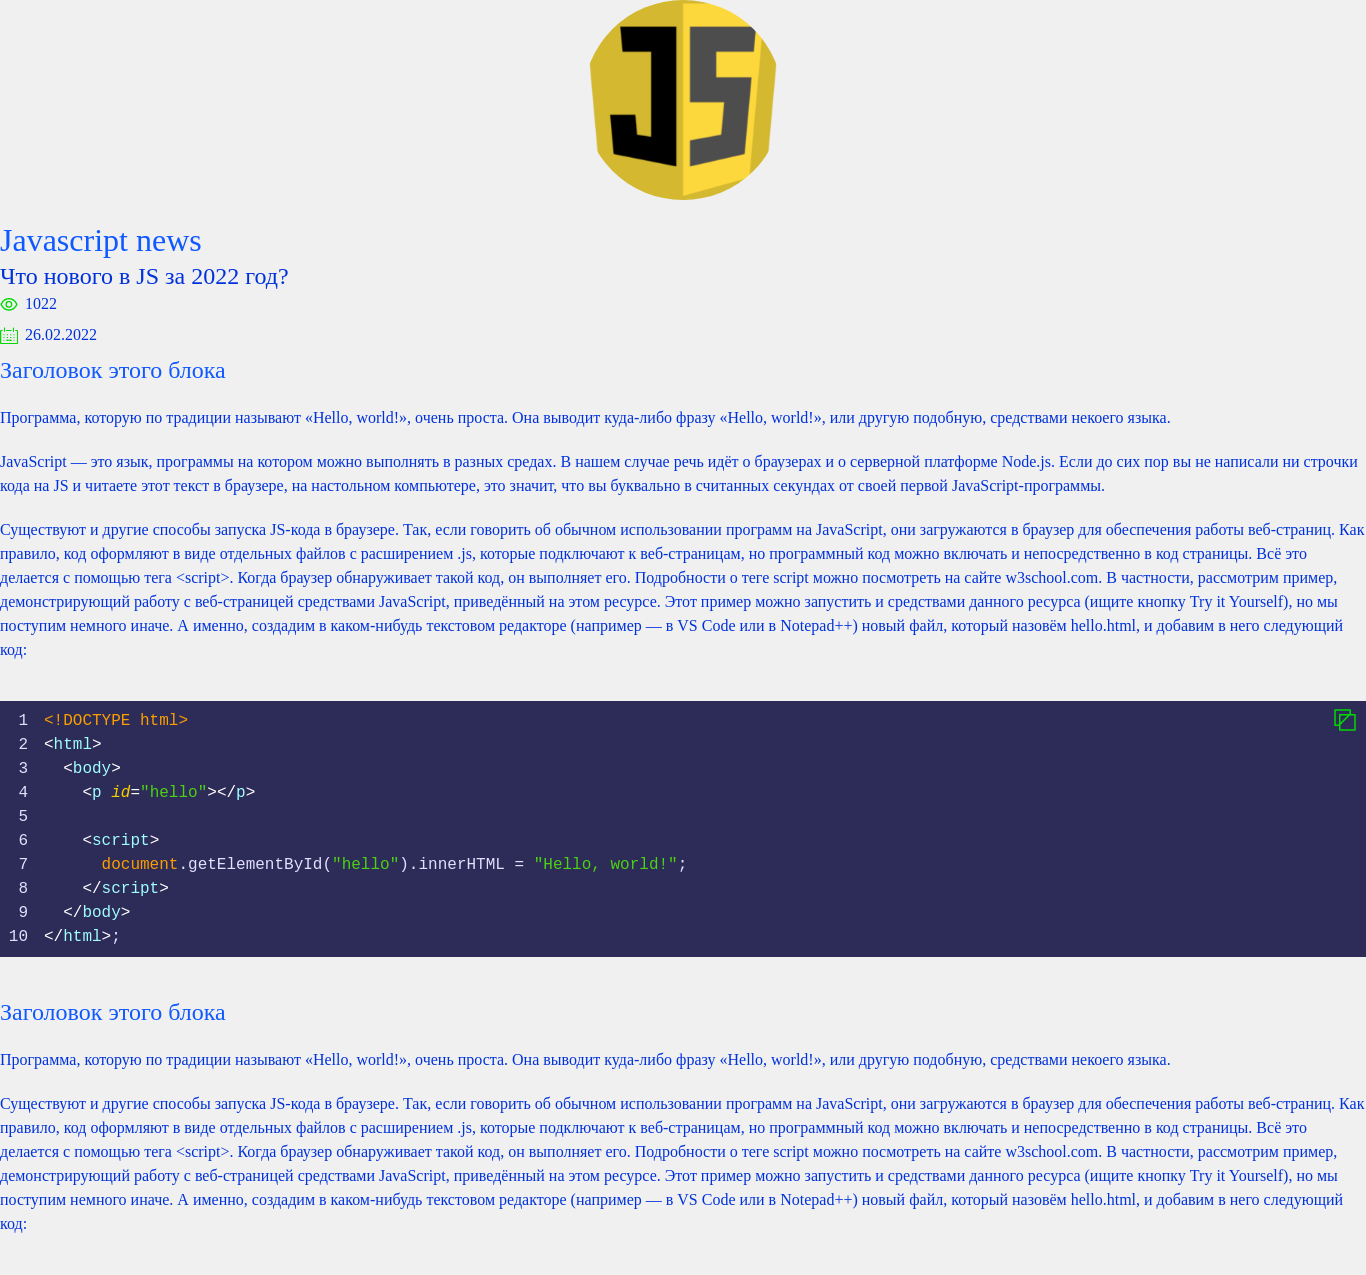 JS
Javascript news
Что нового в JS за 2022 год?
1022
26.02.2022
Заголовок этого блока
Программа, которую по традиции называют «Hello, world!», очень проста. Она выводит куда-либо фразу «Hello, world!», или другую подобную, средствами некоего языка.
JavaScript — это язык, программы на котором можно выполнять в разных средах. В нашем случае речь идёт о браузерах и о серверной платформе Node.js. Если до сих пор вы не написали ни строчки
кода на JS и читаете этот текст в браузере, на настольном компьютере, это значит, что вы буквально в считанных секундах от своей первой JavaScript-программы.
Существуют и другие способы запуска JS-кода в браузере. Так, если говорить об обычном использовании программ на JavaScript, они загружаются в браузер для обеспечения работы веб-страниц. Как
правило, код оформляют в виде отдельных файлов с расширением .js, которые подключают к веб-страницам, но программный код можно включать и непосредственно в код страницы. Всё это
делается с помощью тега <script>. Когда браузер обнаруживает такой код, он выполняет его. Подробности о теге script можно посмотреть на сайте w3school.com. В частности, рассмотрим пример,
демонстрирующий работу с веб-страницей средствами JavaScript, приведённый на этом ресурсе. Этот пример можно запустить и средствами данного ресурса (ищите кнопку Try it Yourself), но мы
поступим немного иначе. А именно, создадим в каком-нибудь текстовом редакторе (например — в VS Code или в Notepad++) новый файл, который назовём hello.html, и добавим в него следующий
код:
1 <!DOCTYPE html>
2 <html>
3   <body>
4     <p id="hello"></p>
5
6     <script>
7       document.getElementById("hello").innerHTML = "Hello, world!";
8     </script>
9   </body>
10 </html>;
Заголовок этого блока
Программа, которую по традиции называют «Hello, world!», очень проста. Она выводит куда-либо фразу «Hello, world!», или другую подобную, средствами некоего языка.
Существуют и другие способы запуска JS-кода в браузере. Так, если говорить об обычном использовании программ на JavaScript, они загружаются в браузер для обеспечения работы веб-страниц. Как
правило, код оформляют в виде отдельных файлов с расширением .js, которые подключают к веб-страницам, но программный код можно включать и непосредственно в код страницы. Всё это
делается с помощью тега <script>. Когда браузер обнаруживает такой код, он выполняет его. Подробности о теге script можно посмотреть на сайте w3school.com. В частности, рассмотрим пример,
демонстрирующий работу с веб-страницей средствами JavaScript, приведённый на этом ресурсе. Этот пример можно запустить и средствами данного ресурса (ищите кнопку Try it Yourself), но мы
поступим немного иначе. А именно, создадим в каком-нибудь текстовом редакторе (например — в VS Code или в Notepad++) новый файл, который назовём hello.html, и добавим в него следующий
код: